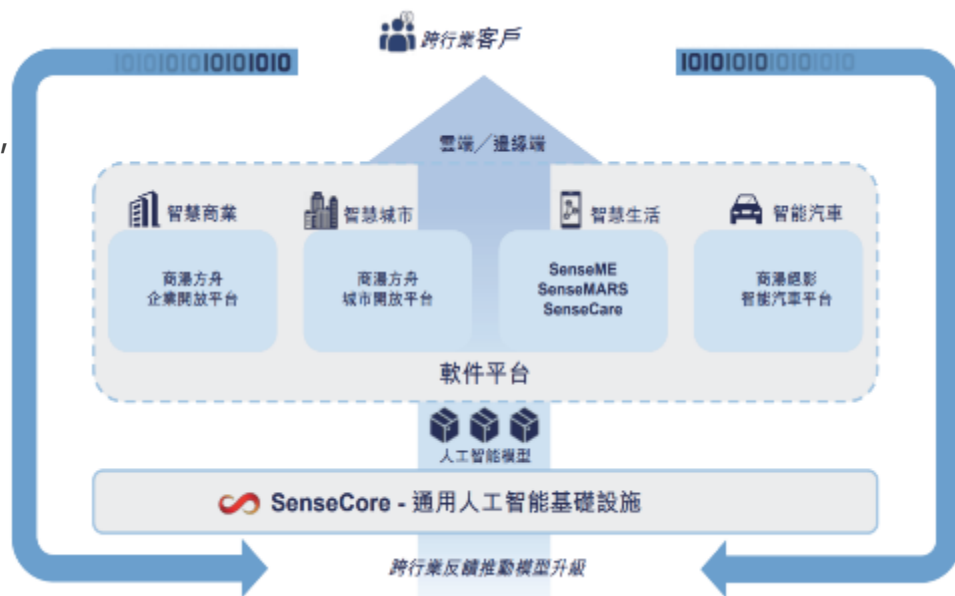 跨行業客戶
1010101010101010
1010101010101010
,
雲端／邊緣端
智慧商業
智慧城市
智慧生活
智能汽車
商湯方舟
企業開放平台
商湯方舟
城市開放平台
SenseME
SenseMARS
SenseCare
商湯絕影
智能汽車平台
軟件平台
人工智能模型
SenseCore - 通用人工智能基礎設施
跨行業反饋推動模型升級